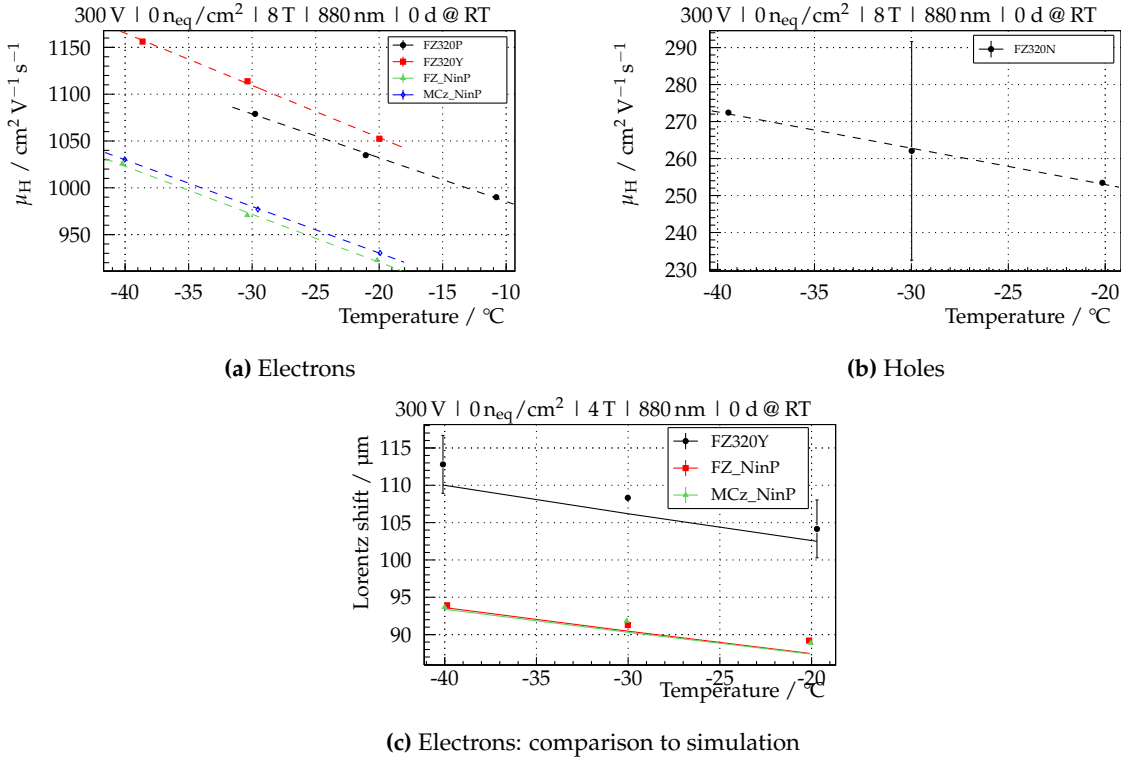 300 V | 0 n_eq/cm² | 8 T | 880 nm | 0 d @ RT
μ_H / cm² V⁻¹ s⁻¹
1150
1100
1050
1000
950
FZ320P
FZ320Y
FZ_NinP
MCz_NinP
-40 -35 -30 -25 -20 -15 -10
Temperature / °C
(a) Electrons
300 V | 0 n_eq/cm² | 8 T | 880 nm | 0 d @ RT
μ_H / cm² V⁻¹ s⁻¹
290
280
270
260
250
240
230
FZ320N
-40 -35 -30 -25 -20
Temperature / °C
(b) Holes
300 V | 0 n_eq/cm² | 4 T | 880 nm | 0 d @ RT
Lorentz shift / μm
115
110
105
100
95
90
FZ320Y
FZ_NinP
MCz_NinP
-40 -35 -30 -25 -20
Temperature / °C
(c) Electrons: comparison to simulation